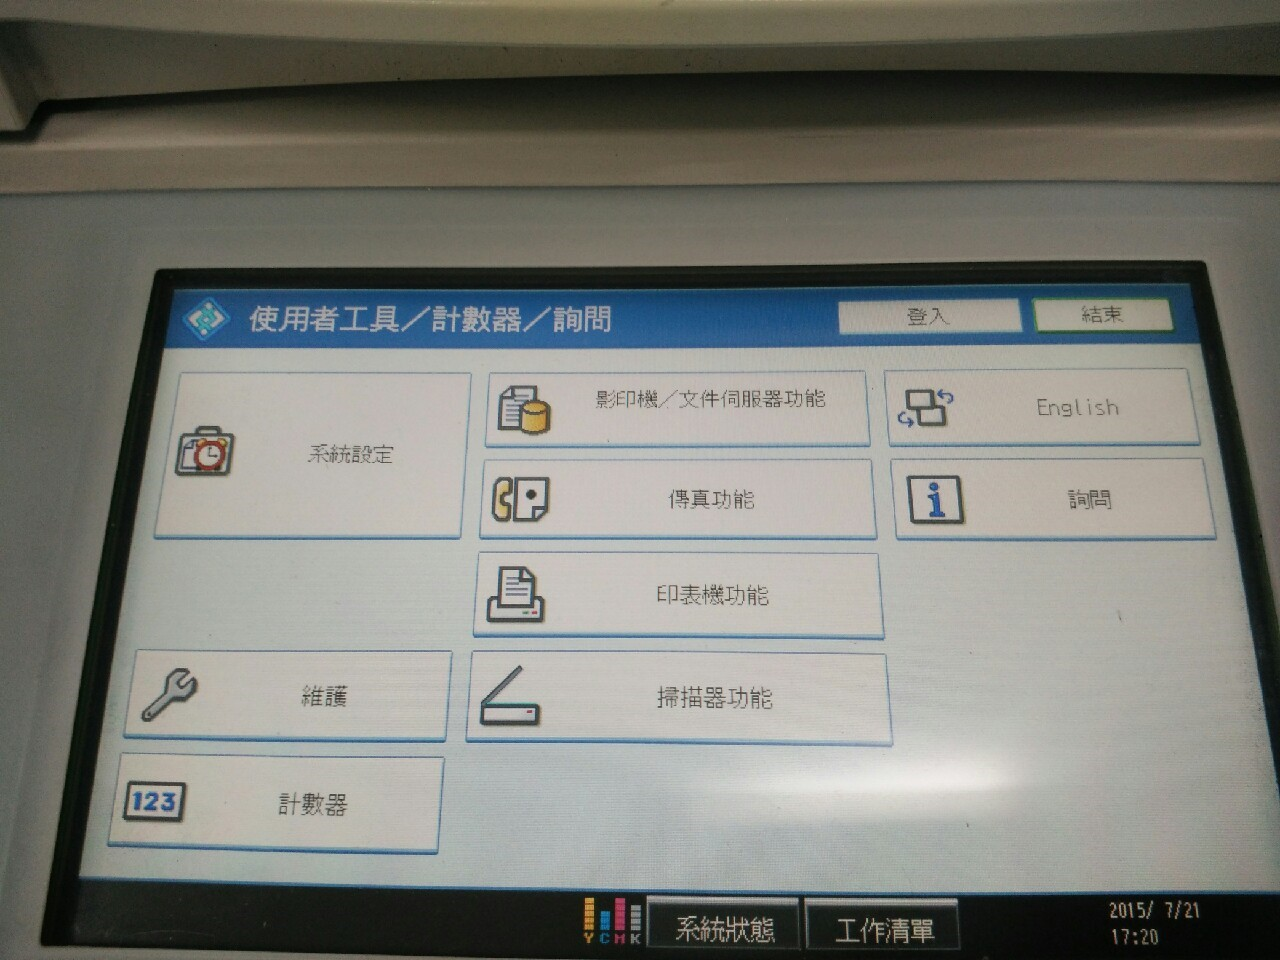 使用者工具／計數器／詢問
登入
結束
系統設定
影印機／文件伺服器功能
English
傳真功能
詢問
印表機功能
維護
掃描器功能
123
計數器
YCMK
系統狀態
工作清單
2015/ 7/21
17:20